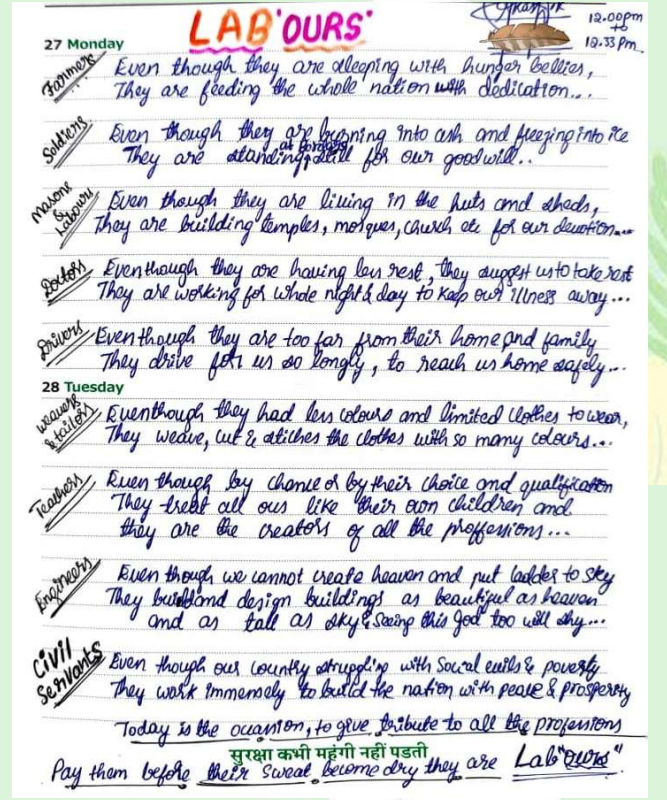 LAB'OURS'
12.00pm
to
12.33 Pm
27 Monday
Farmers
Even though they are sleeping with hunger bellies,
They are feeding the whole nation with dedication...
Soldiers
Even though they are burning into ash and freezing into ice
They are standing at borders still for our goodwill..
Masons & Labours
Even though they are living in the huts and sheds,
They are building temples, mosques, church etc for our devotion...
Doctors
Eventhough they are having less rest, they suggest us to take rest
They are working for whole night & day to keep our illness away...
Drivers
Eventhough they are too far from their home and family
They drive for us so longly, to reach us home safely...
28 Tuesday
weavers & tailors
Eventhough they had less colours and limited clothes to wear,
They weave, cut & stiches the clothes with so many colours...
Teachers
Even though by chance or by their choice and qualification
They treat all ous like their own children and
they are the creators of all the proffessions...
Engineers
Even though we cannot create heaven and put ladder to sky
They build and design buildings as beautiful as heaven
and as tall as sky & Seeing this god too will shy...
Civil Servants
Even though our country struggling with Social evils & poverty
They work immensely to build the nation with peace & prosperity
Today is the occasion, to give tribute to all the professions
सुरक्षा कभी महंगी नहीं पड़ती
Pay them before their sweat become dry they are Lab"ours".